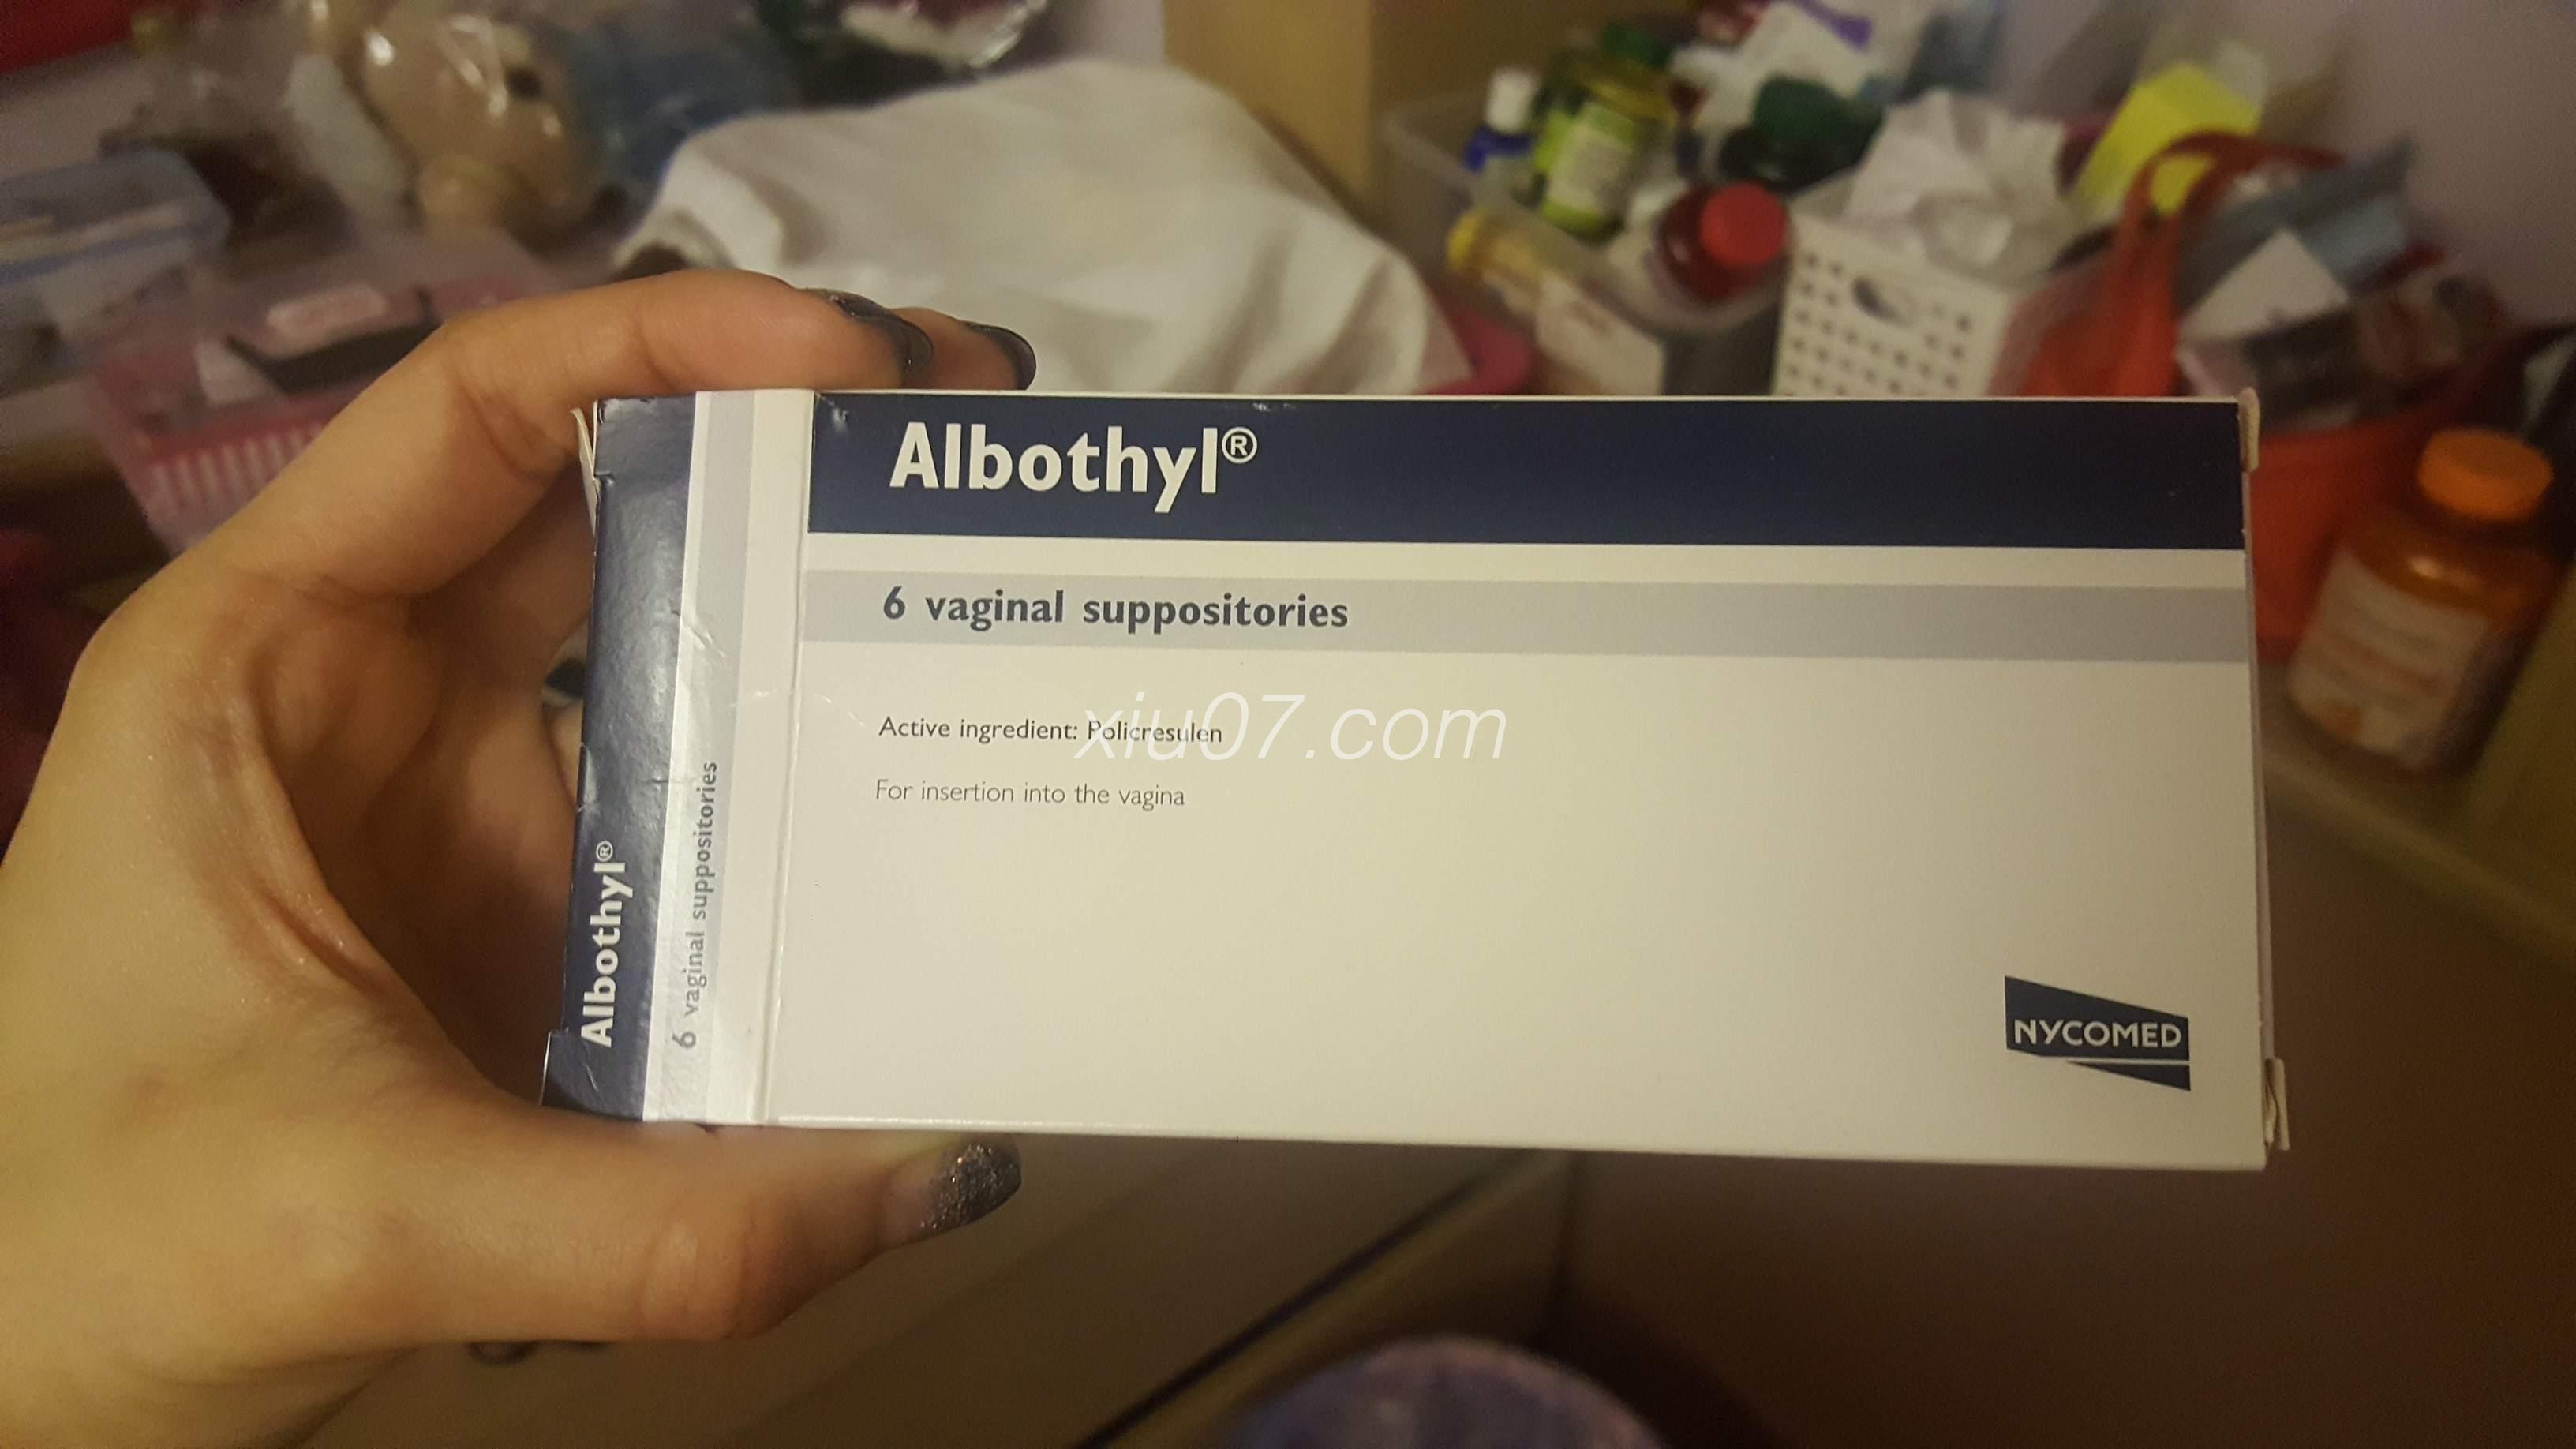 Albothyl®
6 vaginal suppositories
Active ingredient: Policresulen
For insertion into the vagina
NYCOMED
Albothyl®
6 vaginal suppositories
xiu07.com